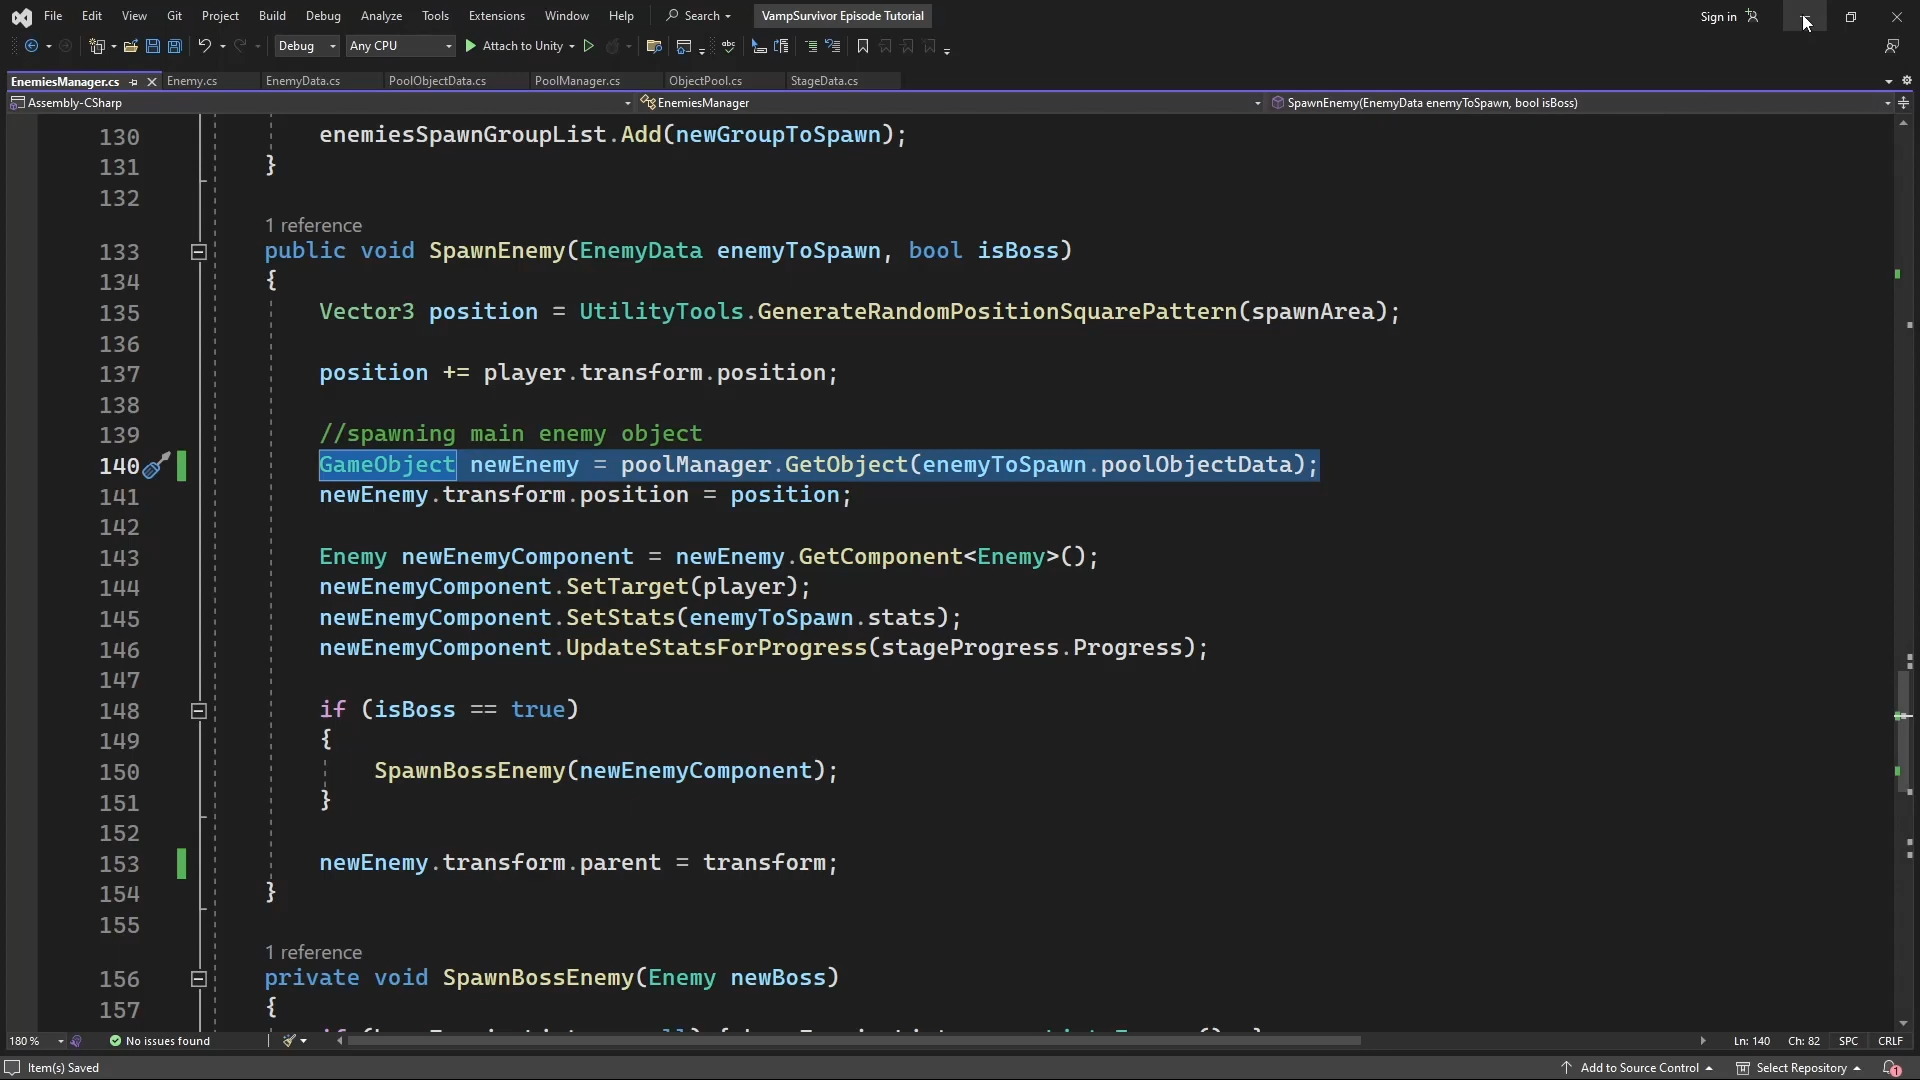 File Edit View Git Project Build Debug Analyze Tools Extensions Window Help Search VampSurvivor Episode Tutorial Sign in
Debug Any CPU Attach to Unity
EnemiesManager.cs Enemy.cs EnemyData.cs PoolObjectData.cs PoolManager.cs ObjectPool.cs StageData.cs
Assembly-CSharp EnemiesManager SpawnEnemy(EnemyData enemyToSpawn, bool isBoss)
130 enemiesSpawnGroupList.Add(newGroupToSpawn);
131 }
132
1 reference
133 public void SpawnEnemy(EnemyData enemyToSpawn, bool isBoss)
134 {
135 Vector3 position = UtilityTools.GenerateRandomPositionSquarePattern(spawnArea);
136
137 position += player.transform.position;
138
139 //spawning main enemy object
140 GameObject newEnemy = poolManager.GetObject(enemyToSpawn.poolObjectData);
141 newEnemy.transform.position = position;
142
143 Enemy newEnemyComponent = newEnemy.GetComponent<Enemy>();
144 newEnemyComponent.SetTarget(player);
145 newEnemyComponent.SetStats(enemyToSpawn.stats);
146 newEnemyComponent.UpdateStatsForProgress(stageProgress.Progress);
147
148 if (isBoss == true)
149 {
150 SpawnBossEnemy(newEnemyComponent);
151 }
152
153 newEnemy.transform.parent = transform;
154 }
155
1 reference
156 private void SpawnBossEnemy(Enemy newBoss)
157 {
180 % No issues found Ln: 140 Ch: 82 SPC CRLF
Item(s) Saved Add to Source Control Select Repository 1